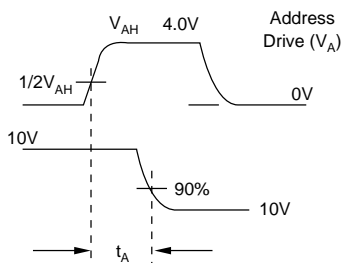 V_AH 4.0V
Address
Drive (V_A)
1/2V_AH
0V
10V
90%
10V
t_A